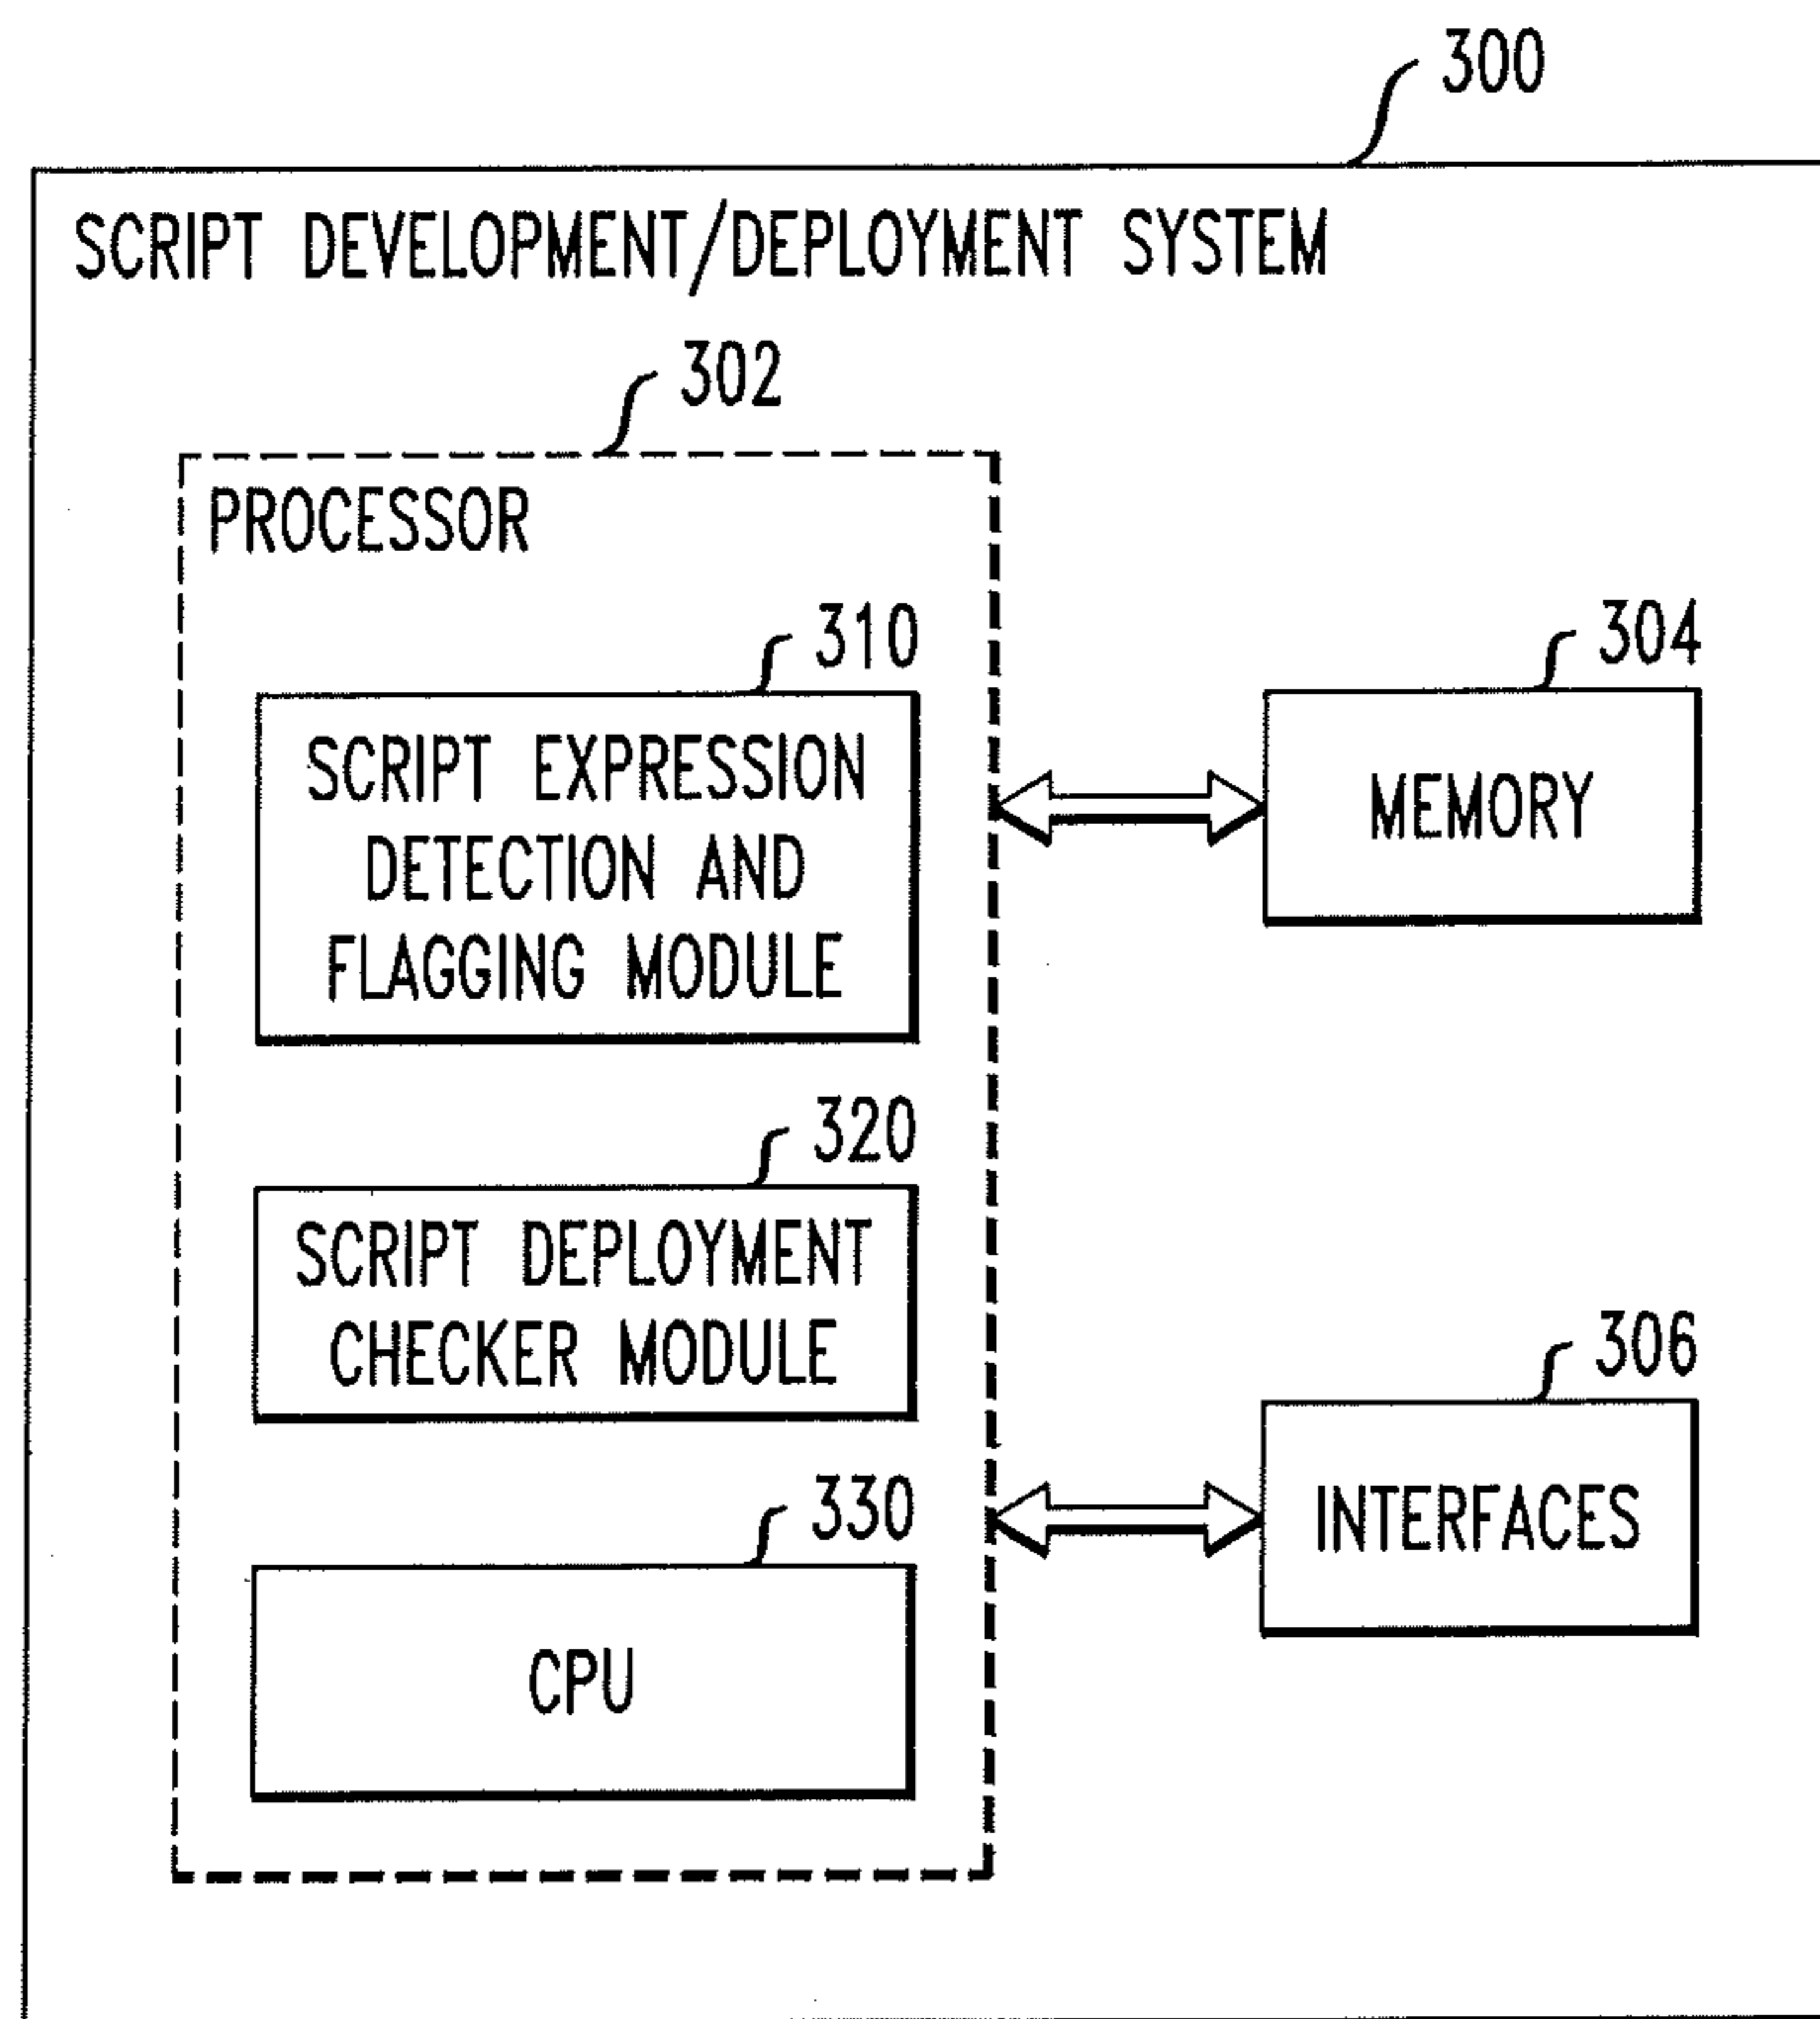 300
SCRIPT DEVELOPMENT/DEPLOYMENT SYSTEM
302
PROCESSOR
310
SCRIPT EXPRESSION
DETECTION AND
FLAGGING MODULE
304
MEMORY
320
SCRIPT DEPLOYMENT
CHECKER MODULE
306
INTERFACES
330
CPU